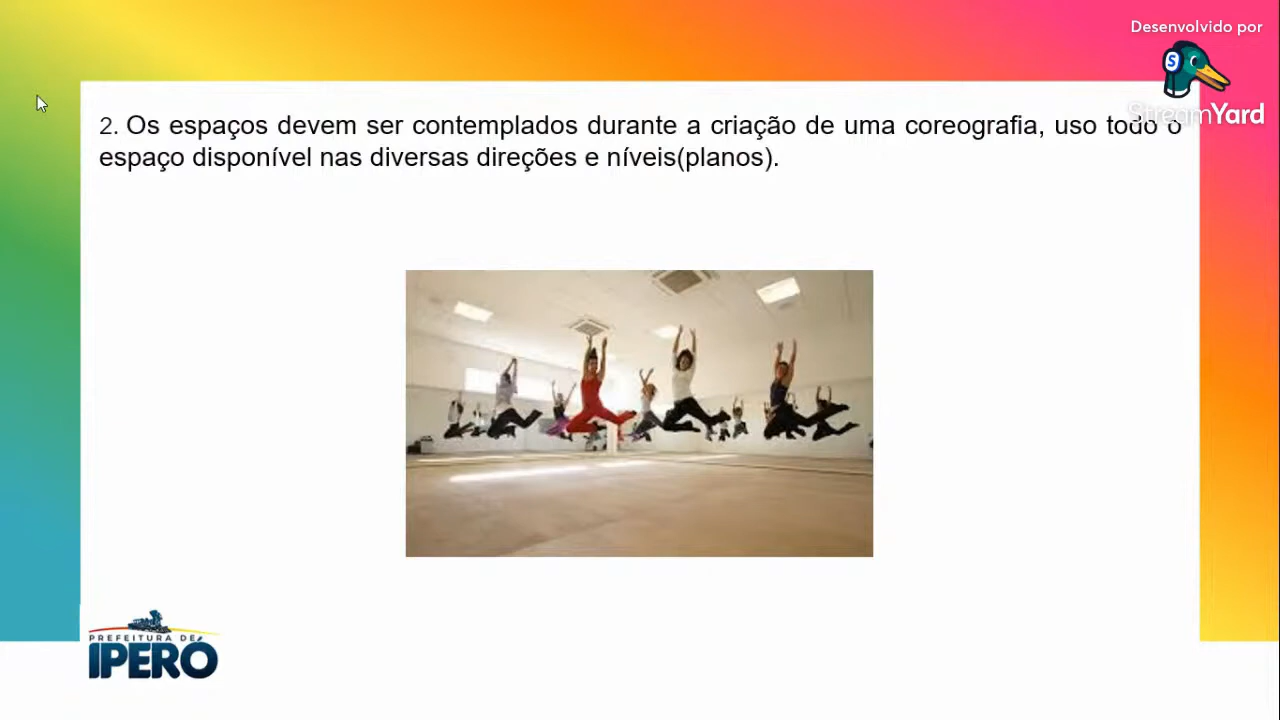 Desenvolvido por
StreamYard
2. Os espaços devem ser contemplados durante a criação de uma coreografia, uso todo o
espaço disponível nas diversas direções e níveis(planos).
PREFEITURA DE
IPERÓ